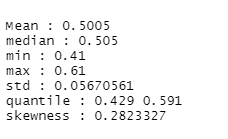 Mean : 0.5005
median : 0.505
min : 0.41
max : 0.61
std : 0.05670561
quantile : 0.429 0.591
skewness : 0.2823327